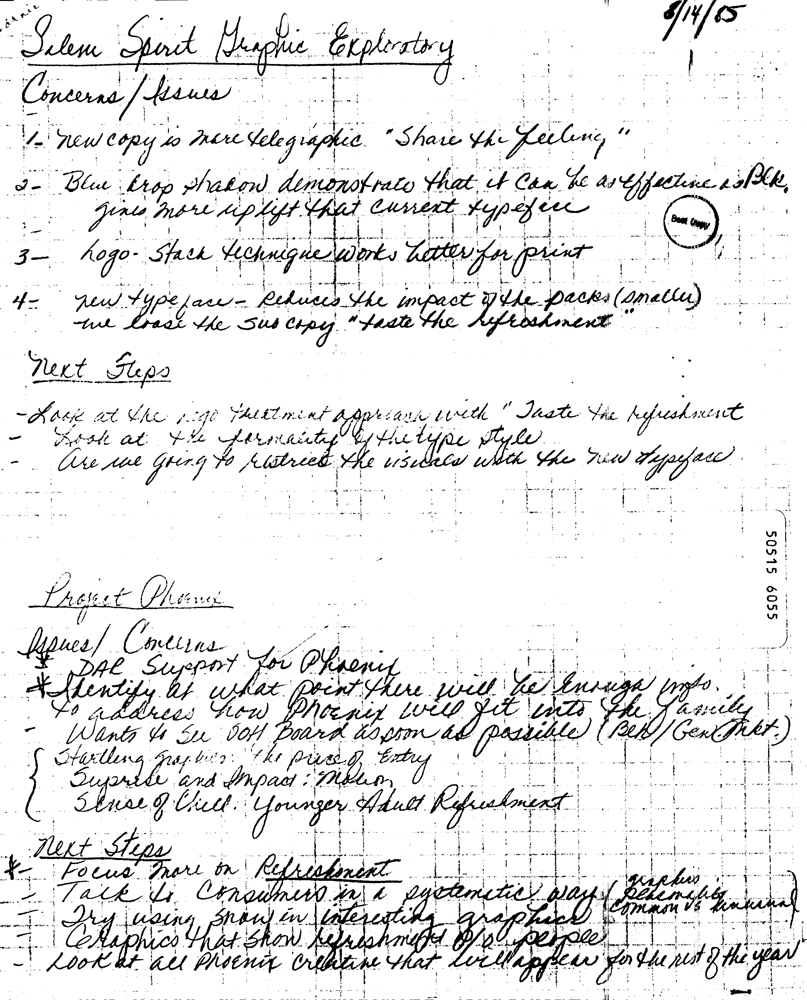 8/14/85
Salem Spirit Graphic Exploratory
Concerns/Issues
1- New copy is more telegraphic "Share the feeling"
2- Blue drop shadow demonstrates that it can be as effective as Blk.
gives more uplift that current typeface
Best Copy
3- Logo-Stack technique works better for print
4- New typeface - Reduces the impact of the packs (smaller)
we loose the sub copy "taste the refreshment"
Next Steps
- Look at the logo treatment approach with "Taste the refreshment
- Look at the formality of the type style
- Are we going to restrict the visuals with the new typeface
50515 6055
Project Phoenix
Issues/Concerns
* DAR Support for Phoenix
* Identify at what point there will be enough info.
to address how Phoenix will fit into the family
- Wants to see OOH Board as soon as possible (Ben/Gen Mkt.)
Startling graphics: the price of Entry
Suprise and Impact: Motion
Sense of Chill: Younger Adult Refreshment
Next Steps
*- Focus more on Refreshment
- Talk to Consumers in a systematic way (graphics
personality
common vs unusual)
- Try using snow in interesting graphics
- Graphics that show refreshment w/o people
- Look at all Phoenix creative that will appear for the rest of the year